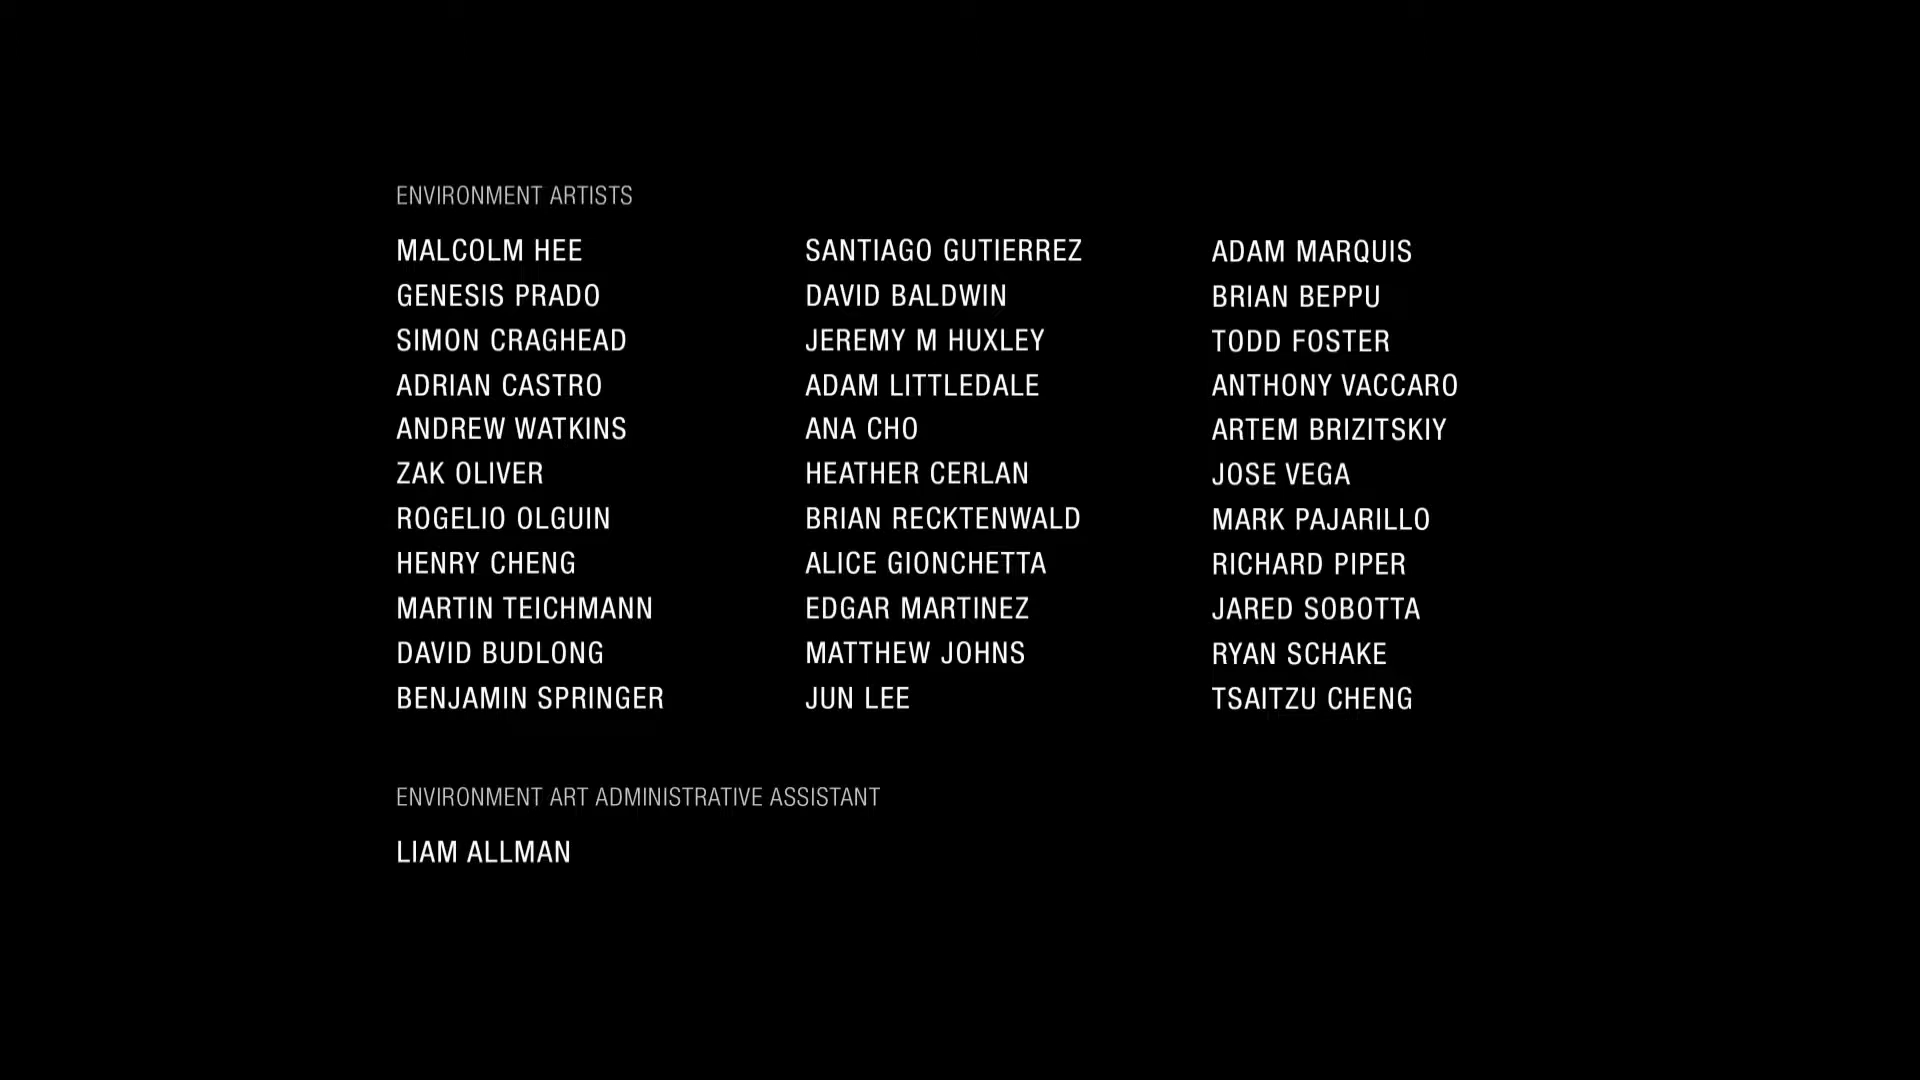 ENVIRONMENT ARTISTS
MALCOLM HEE
GENESIS PRADO
SIMON CRAGHEAD
ADRIAN CASTRO
ANDREW WATKINS
ZAK OLIVER
ROGELIO OLGUIN
HENRY CHENG
MARTIN TEICHMANN
DAVID BUDLONG
BENJAMIN SPRINGER
SANTIAGO GUTIERREZ
DAVID BALDWIN
JEREMY M HUXLEY
ADAM LITTLEDALE
ANA CHO
HEATHER CERLAN
BRIAN RECKTENWALD
ALICE GIONCHETTA
EDGAR MARTINEZ
MATTHEW JOHNS
JUN LEE
ADAM MARQUIS
BRIAN BEPPU
TODD FOSTER
ANTHONY VACCARO
ARTEM BRIZITSKIY
JOSE VEGA
MARK PAJARILLO
RICHARD PIPER
JARED SOBOTTA
RYAN SCHAKE
TSAITZU CHENG
ENVIRONMENT ART ADMINISTRATIVE ASSISTANT
LIAM ALLMAN